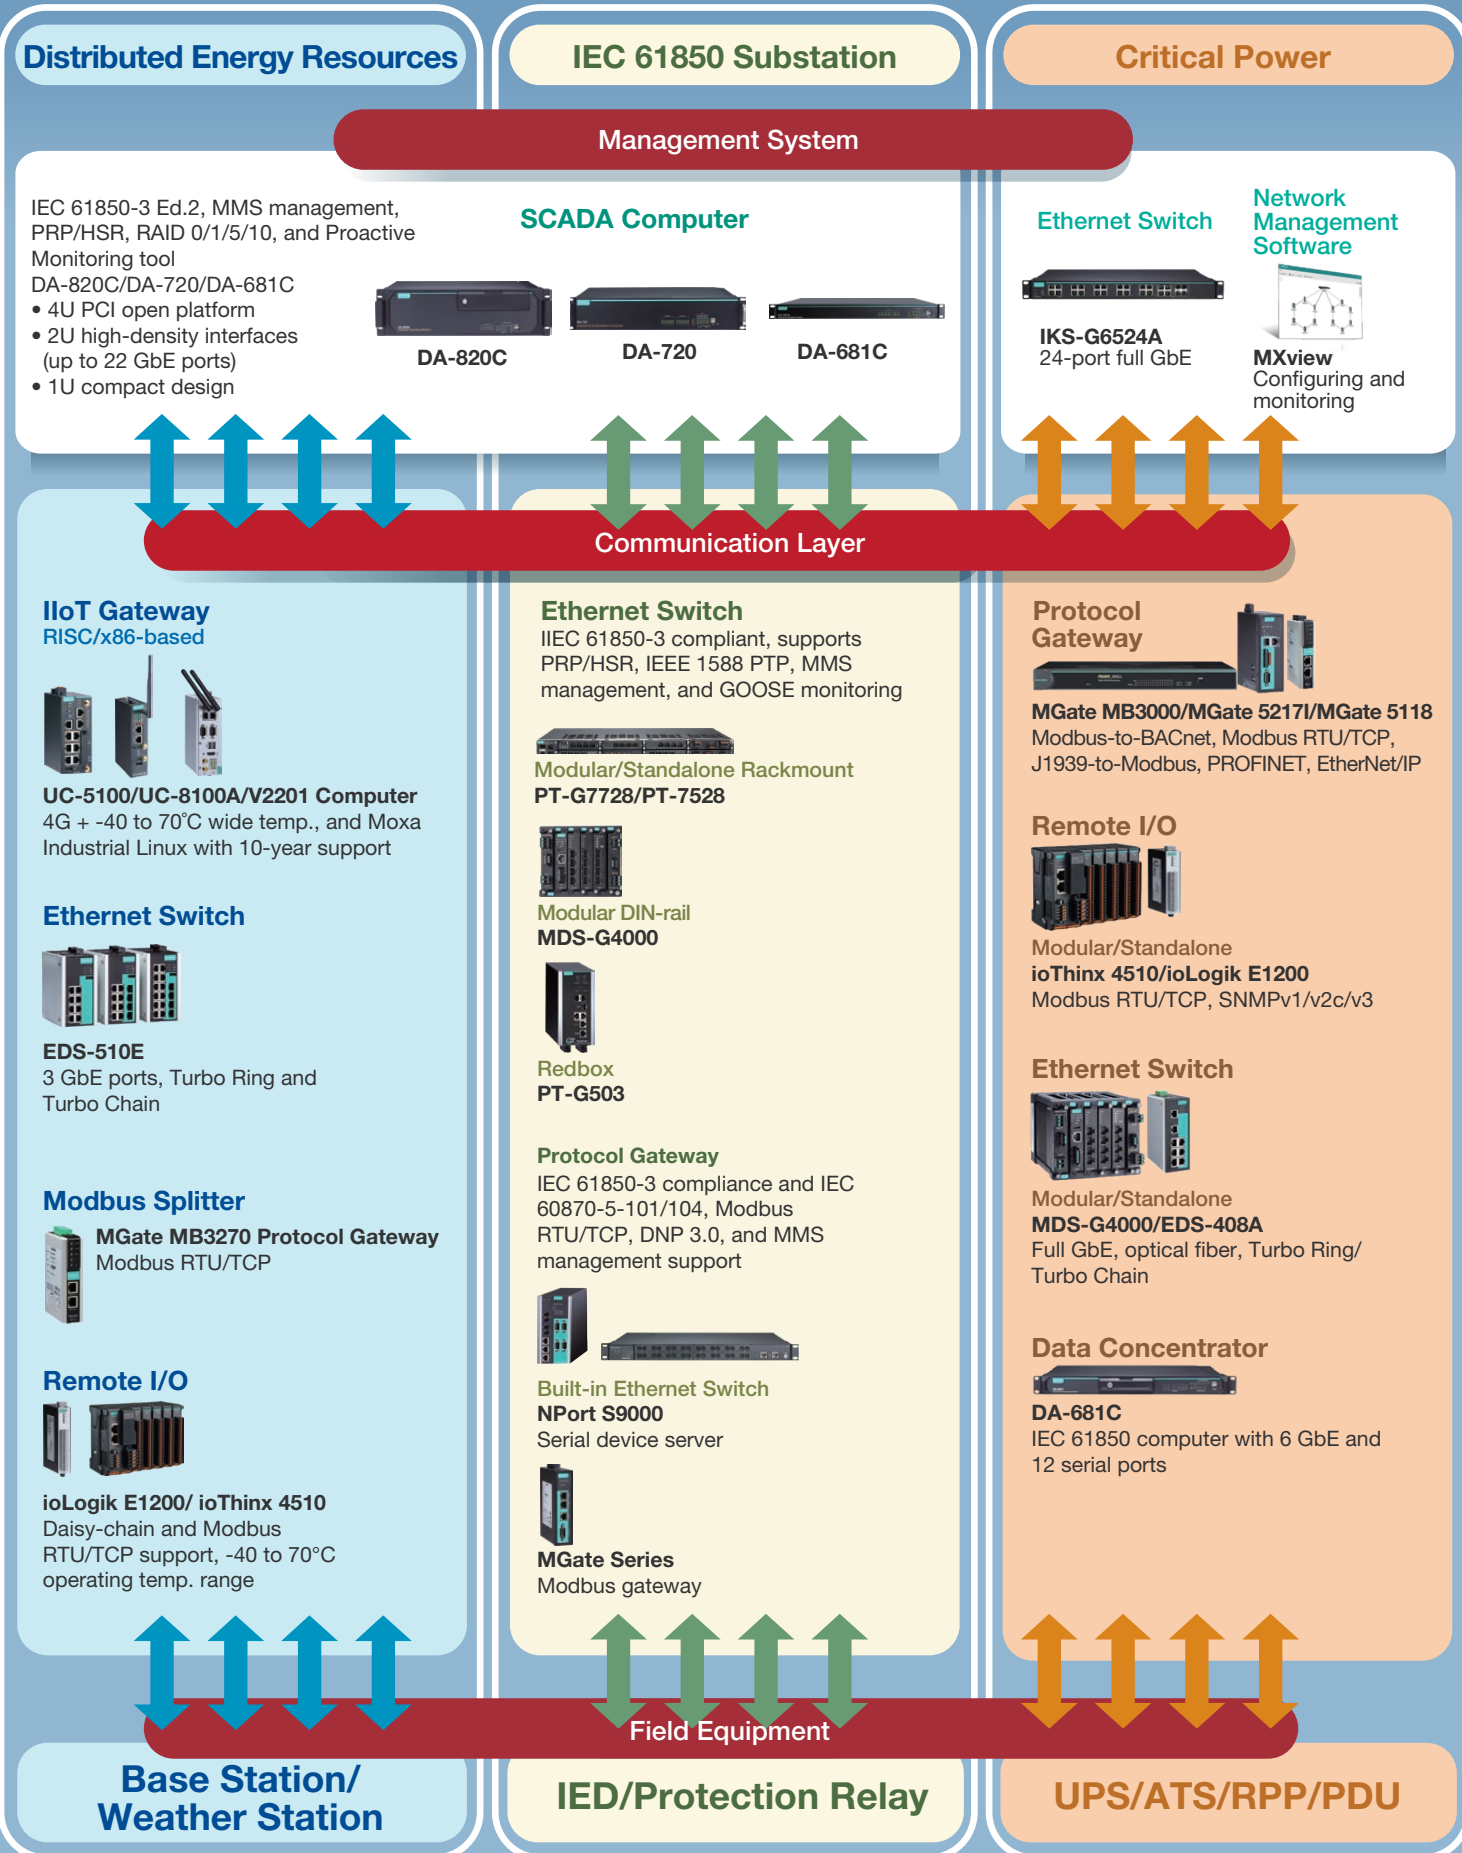 Distributed Energy Resources
IEC 61850 Substation
Critical Power
Management System
IEC 61850-3 Ed.2, MMS management,
PRP/HSR, RAID 0/1/5/10, and Proactive
Monitoring tool
DA-820C/DA-720/DA-681C
• 4U PCI open platform
• 2U high-density interfaces
(up to 22 GbE ports)
• 1U compact design
SCADA Computer
DA-820C
DA-720
DA-681C
Ethernet Switch
IKS-G6524A
24-port full GbE
Network
Management
Software
MXview
Configuring and
monitoring
Communication Layer
IIoT Gateway
RISC/x86-based
UC-5100/UC-8100A/V2201 Computer
4G + -40 to 70°C wide temp., and Moxa
Industrial Linux with 10-year support
Ethernet Switch
EDS-510E
3 GbE ports, Turbo Ring and
Turbo Chain
Modbus Splitter
MGate MB3270 Protocol Gateway
Modbus RTU/TCP
Remote I/O
ioLogik E1200/ ioThinx 4510
Daisy-chain and Modbus
RTU/TCP support, -40 to 70°C
operating temp. range
Ethernet Switch
IIEC 61850-3 compliant, supports
PRP/HSR, IEEE 1588 PTP, MMS
management, and GOOSE monitoring
Modular/Standalone Rackmount
PT-G7728/PT-7528
Modular DIN-rail
MDS-G4000
Redbox
PT-G503
Protocol Gateway
IEC 61850-3 compliance and IEC
60870-5-101/104, Modbus
RTU/TCP, DNP 3.0, and MMS
management support
Built-in Ethernet Switch
NPort S9000
Serial device server
MGate Series
Modbus gateway
Protocol
Gateway
MGate MB3000/MGate 5217I/MGate 5118
Modbus-to-BACnet, Modbus RTU/TCP,
J1939-to-Modbus, PROFINET, EtherNet/IP
Remote I/O
Modular/Standalone
ioThinx 4510/ioLogik E1200
Modbus RTU/TCP, SNMPv1/v2c/v3
Ethernet Switch
Modular/Standalone
MDS-G4000/EDS-408A
Full GbE, optical fiber, Turbo Ring/
Turbo Chain
Data Concentrator
DA-681C
IEC 61850 computer with 6 GbE and
12 serial ports
Field Equipment
Base Station/
Weather Station
IED/Protection Relay
UPS/ATS/RPP/PDU